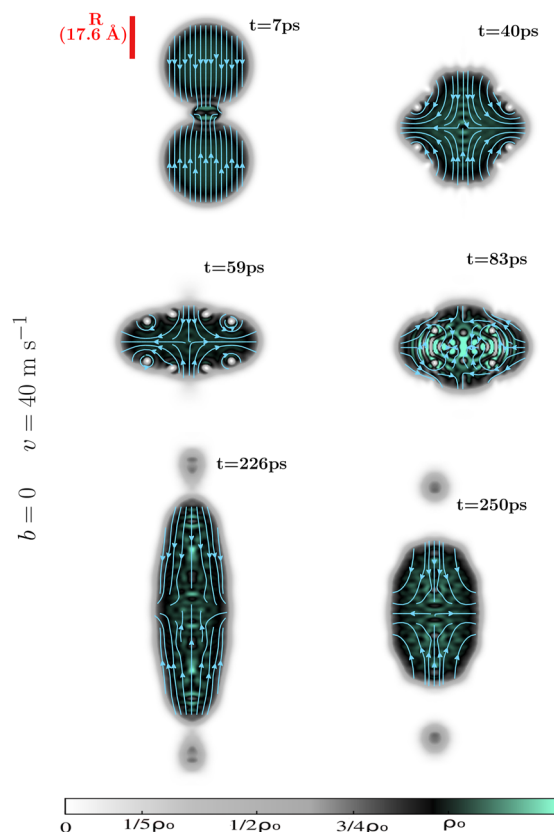 R
(17.6 Å)
t=7ps
t=40ps
t=59ps
t=83ps
b = 0 v = 40 m s⁻¹
t=226ps
t=250ps
0 1/5ρ₀ 1/2ρ₀ 3/4ρ₀ ρ₀